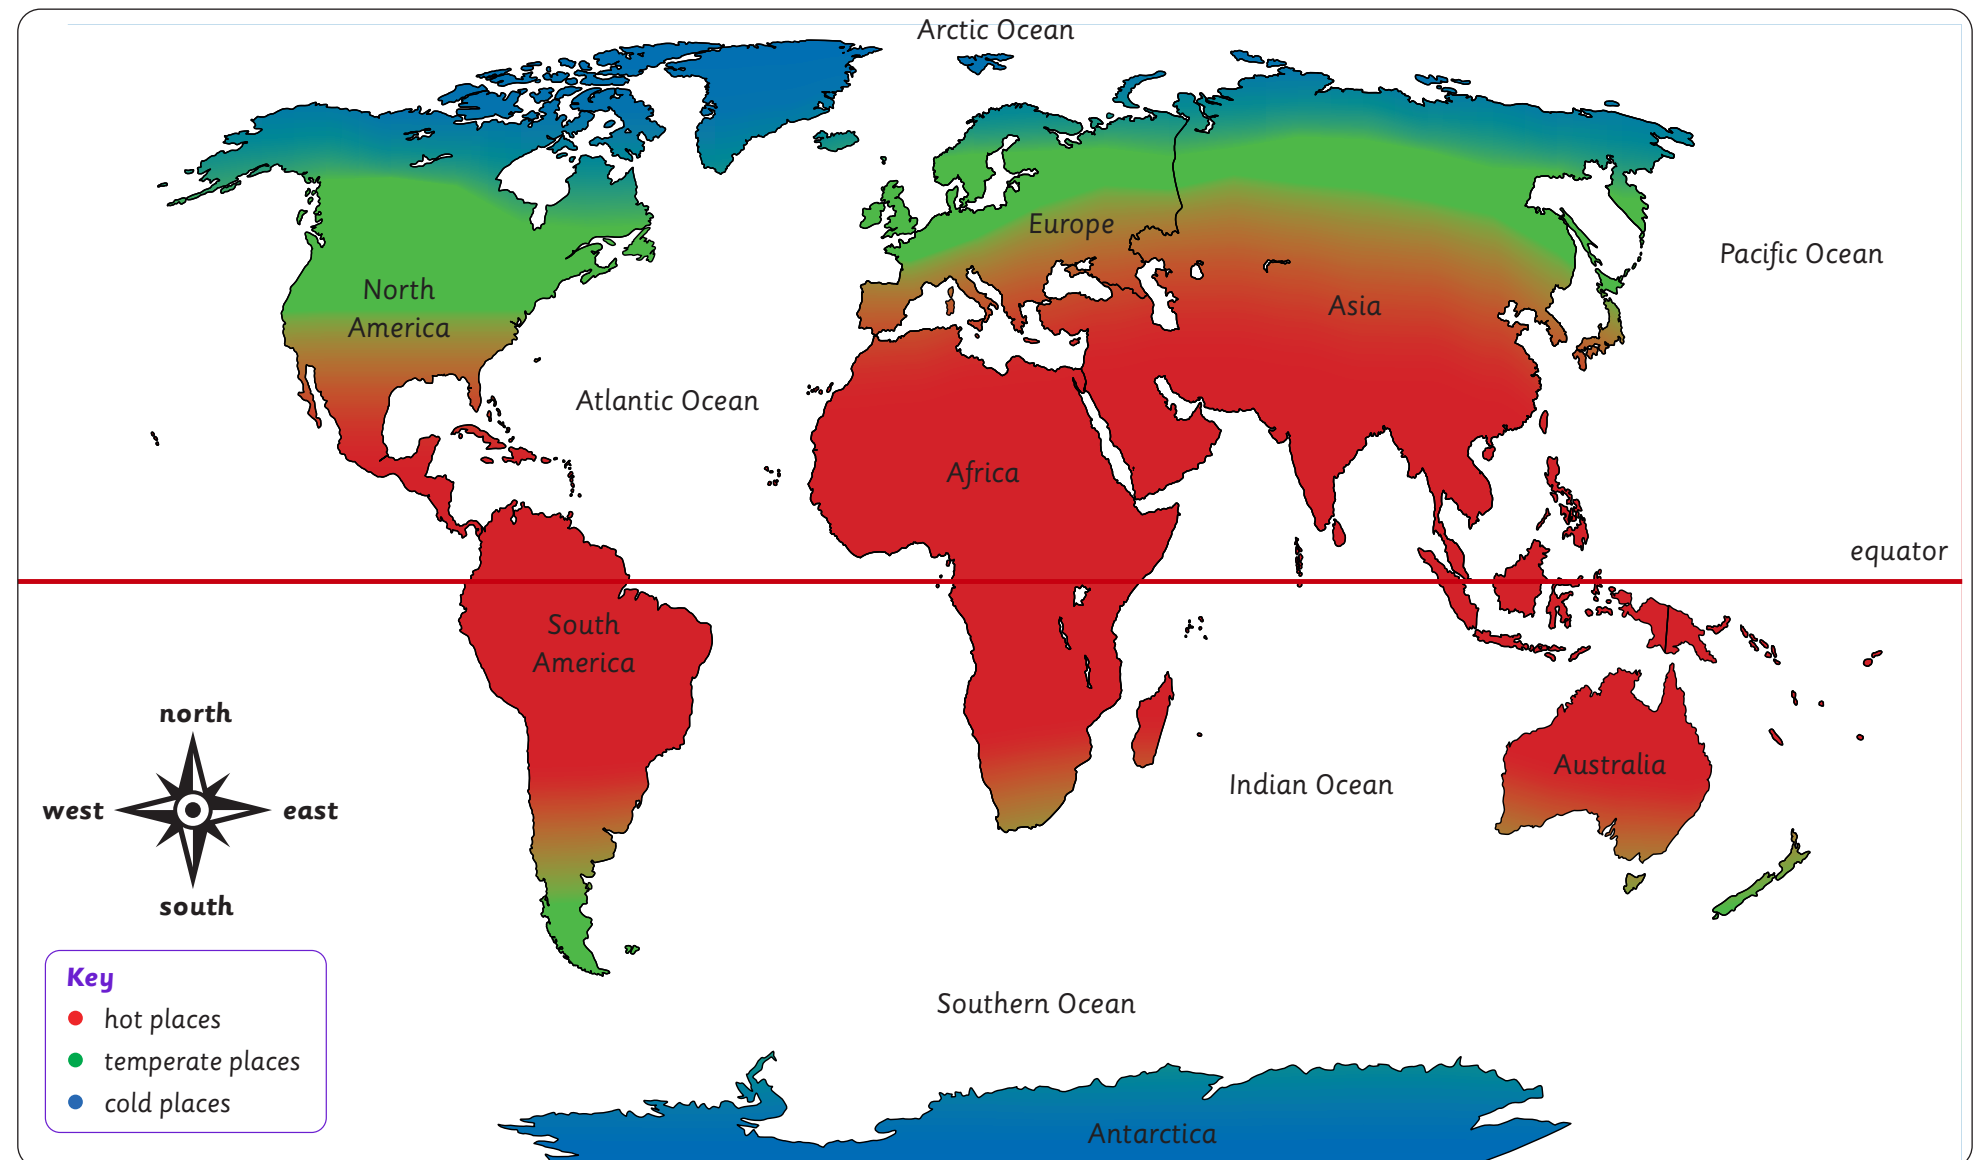 Arctic Ocean
Europe
Pacific Ocean
North
America
Asia
Atlantic Ocean
Africa
equator
South
America
north
west
east
south
Indian Ocean
Australia
Key
hot places
temperate places
cold places
Southern Ocean
Antarctica